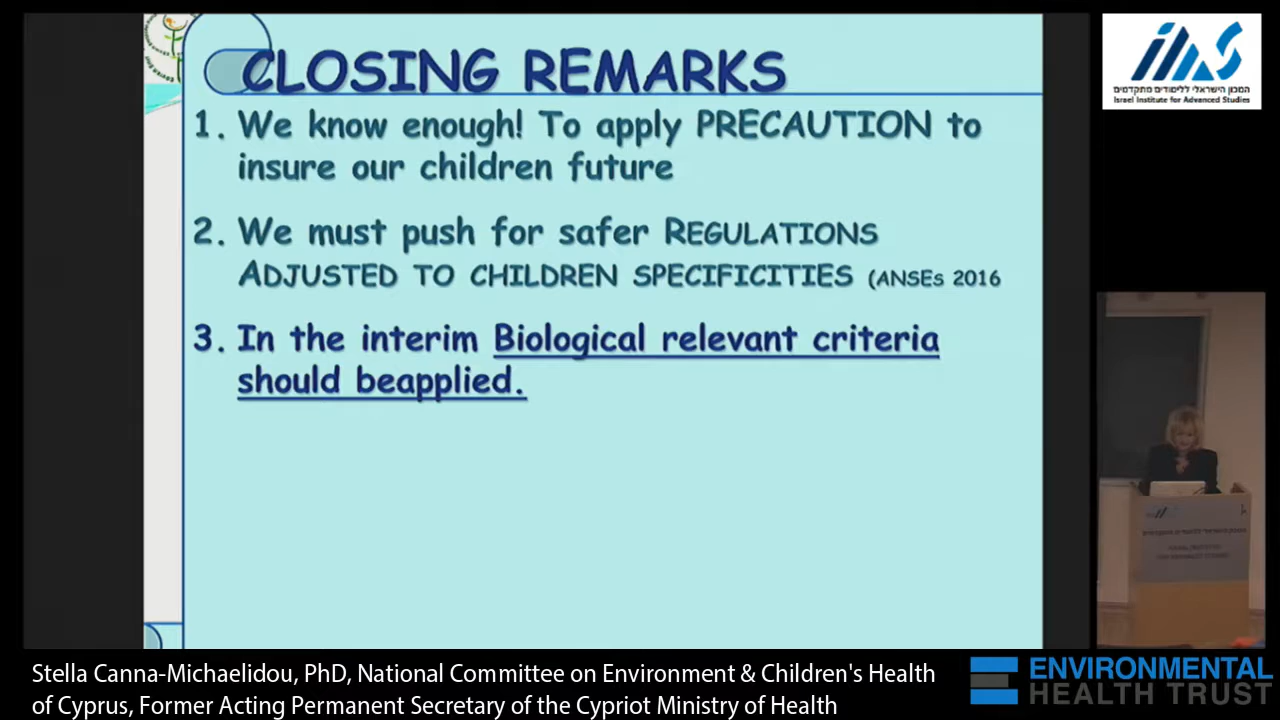 CLOSING REMARKS
1. We know enough! To apply PRECAUTION to
insure our children future
2. We must push for safer REGULATIONS
ADJUSTED TO CHILDREN SPECIFICITIES (ANSEs 2016
3. In the interim Biological relevant criteria
should beapplied.
המכון הישראלי ללימודים מתקדמים
Israel Institute for Advanced Studies
Stella Canna-Michaelidou, PhD, National Committee on Environment & Children's Health
of Cyprus, Former Acting Permanent Secretary of the Cypriot Ministry of Health
ENVIRONMENTAL
HEALTH TRUST